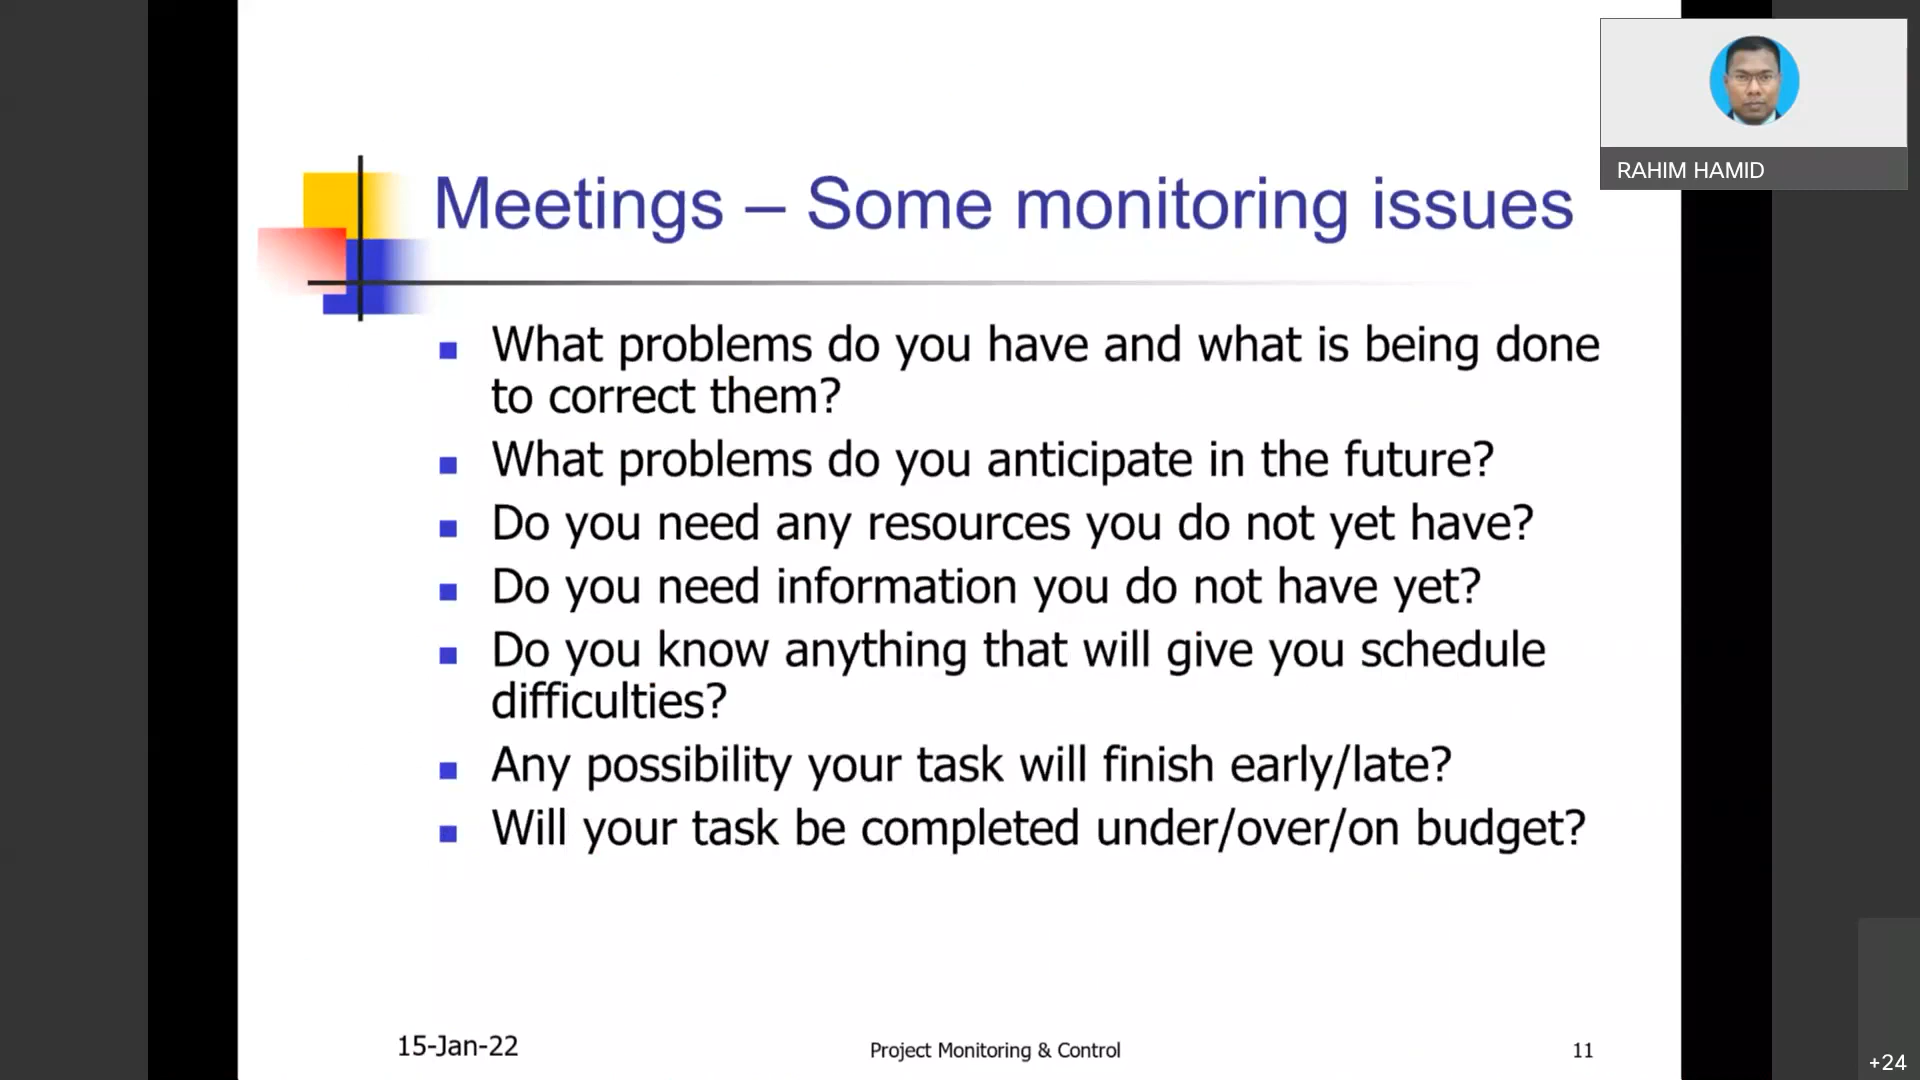 RAHIM HAMID
Meetings – Some monitoring issues
What problems do you have and what is being done
to correct them?
What problems do you anticipate in the future?
Do you need any resources you do not yet have?
Do you need information you do not have yet?
Do you know anything that will give you schedule
difficulties?
Any possibility your task will finish early/late?
Will your task be completed under/over/on budget?
15-Jan-22
Project Monitoring & Control
11
+24